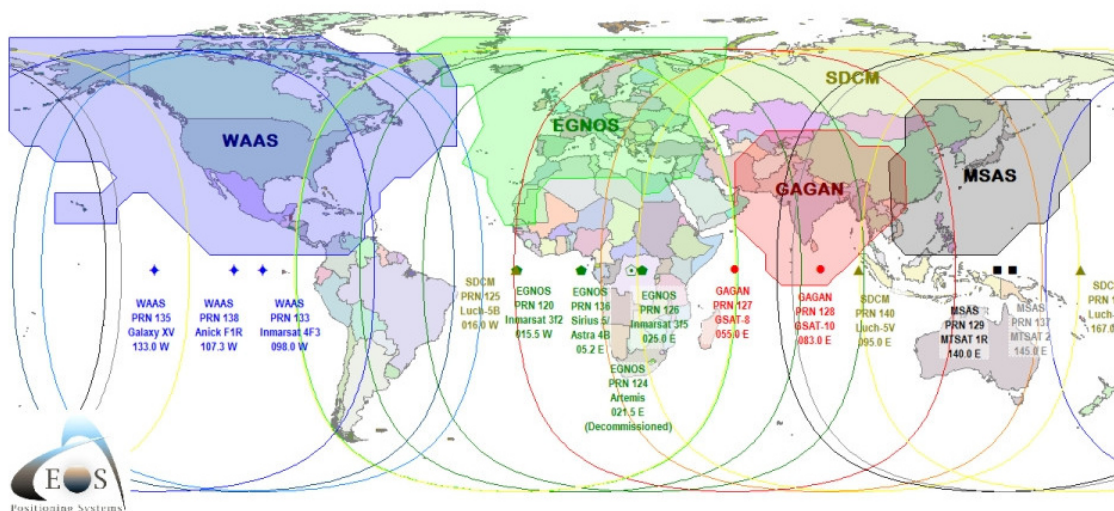 SDCM
WAAS
EGNOS
MSAS
GAGAN
WAAS
PRN 135
Galaxy XV
133.0 W
WAAS
PRN 138
Anick F1R
107.3 W
WAAS
PRN 133
Inmarsat 4F3
098.0 W
SDCM
PRN 125
Luch-5B
016.0 W
EGNOS
PRN 120
Inmarsat 3f2
015.5 W
EGNOS
PRN 136
Sirius 5/
Astra 4B
05.2 E
EGNOS
PRN 126
Inmarsat 3f5
025.0 E
EGNOS
PRN 124
Artemis
021.5 E
(Decommissioned)
GAGAN
PRN 127
GSAT-8
055.0 E
GAGAN
PRN 128
GSAT-10
083.0 E
SDCM
PRN 140
Luch-5V
095.0 E
MSAS
PRN 129
MTSAT 1R
140.0 E
MSAS
PRN 137
MTSAT 2
145.0 E
SDC
PRN
Luch-
167.0
EOS
Positioning Systems